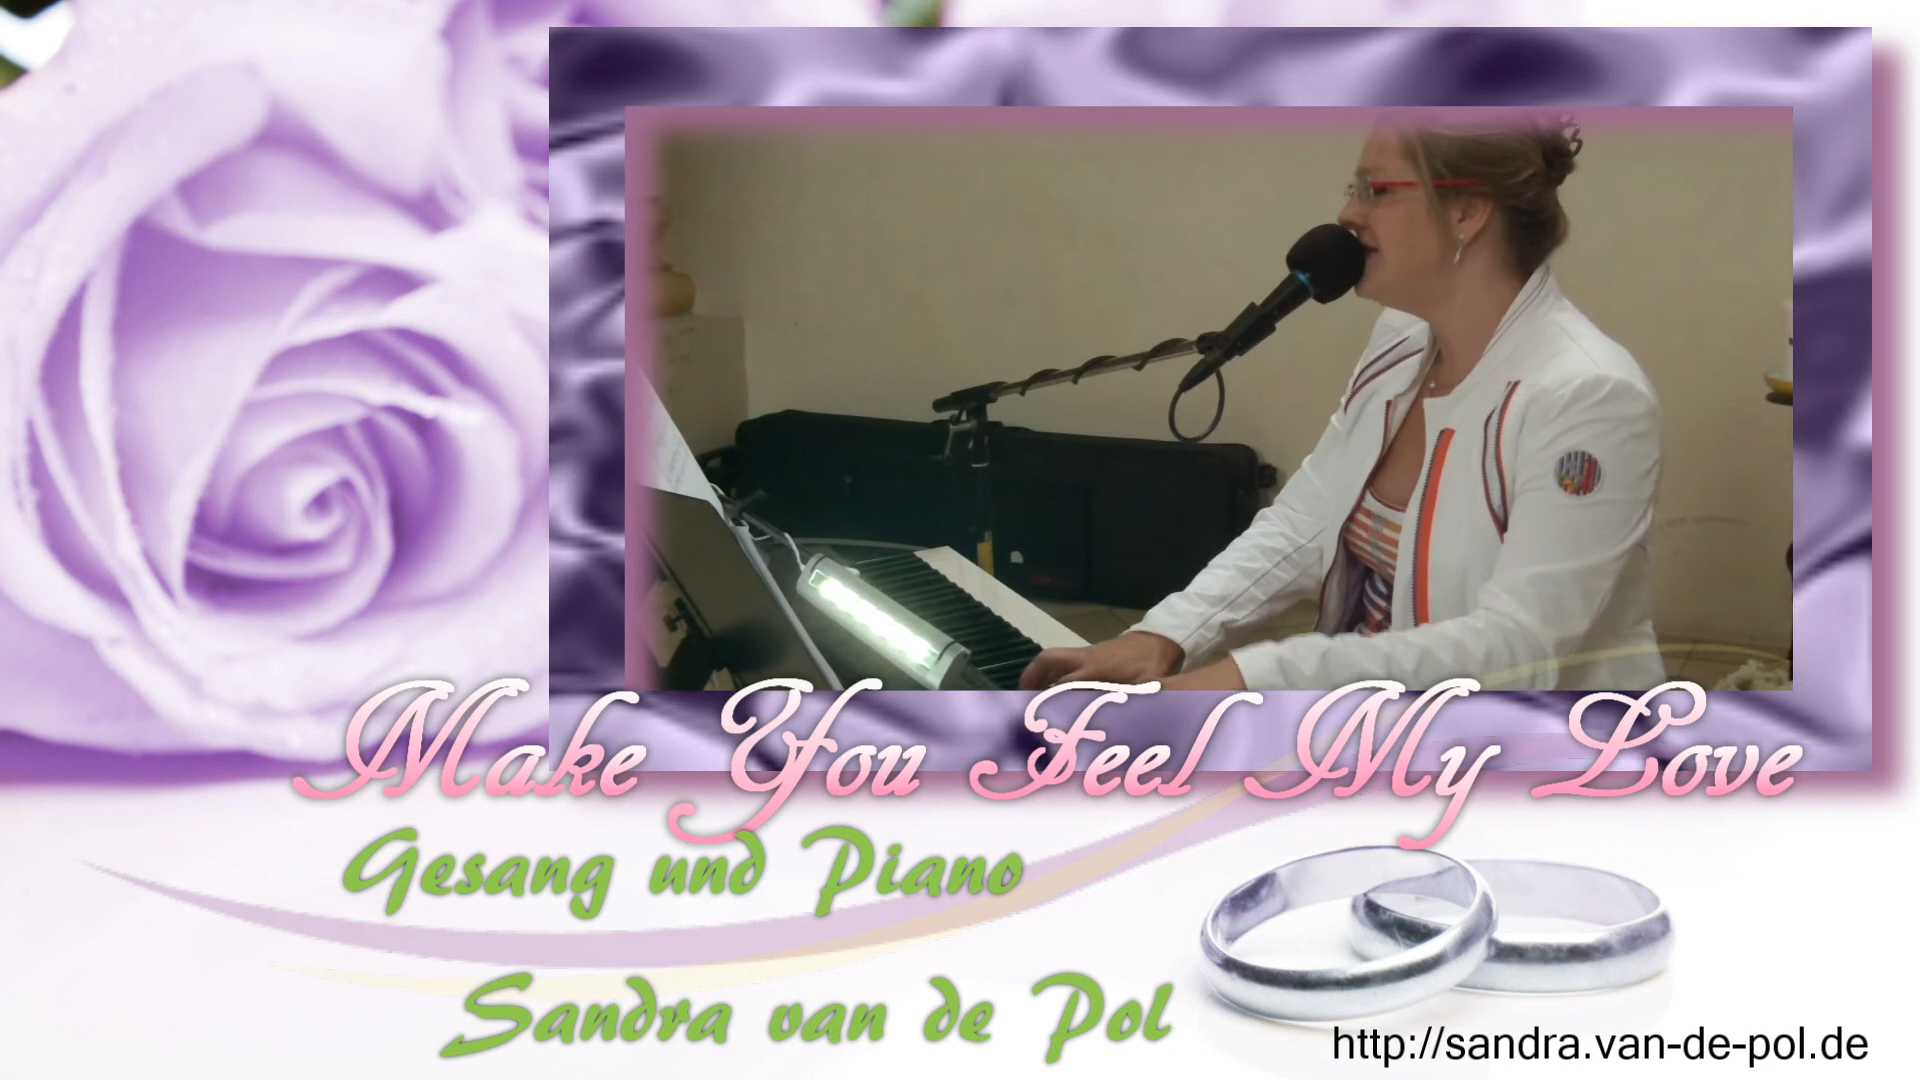 Make You Feel My Love
Gesang und Piano
Sandra van de Pol
http://sandra.van-de-pol.de